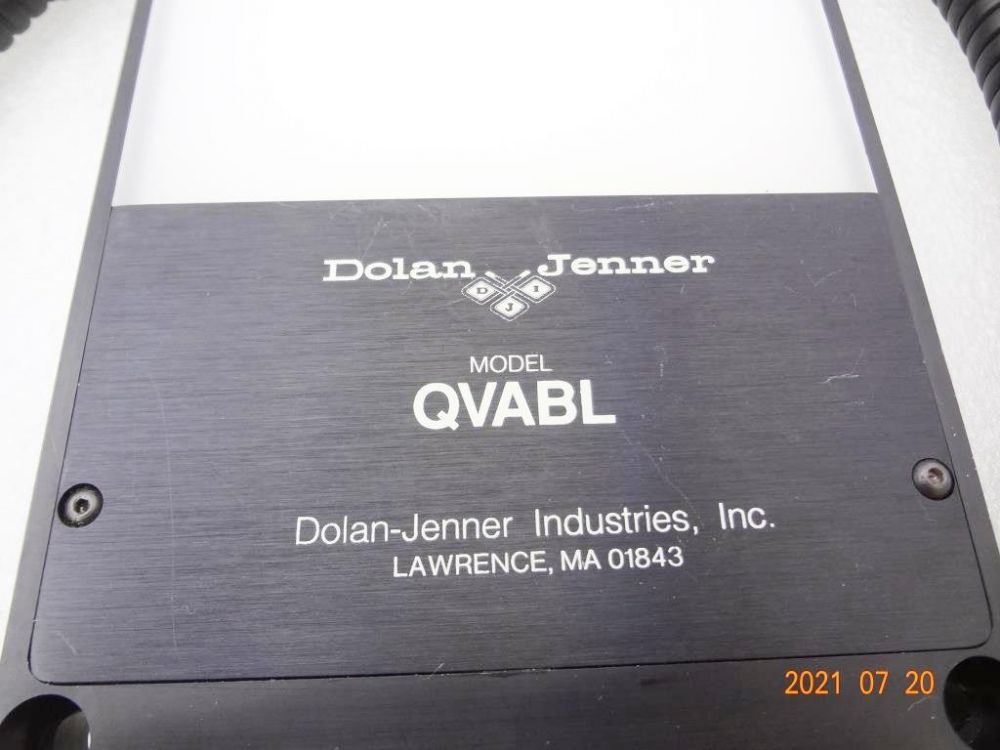 Dolan Jenner
D J I
MODEL
QVABL
Dolan-Jenner Industries, Inc.
LAWRENCE, MA 01843
2021 07 20